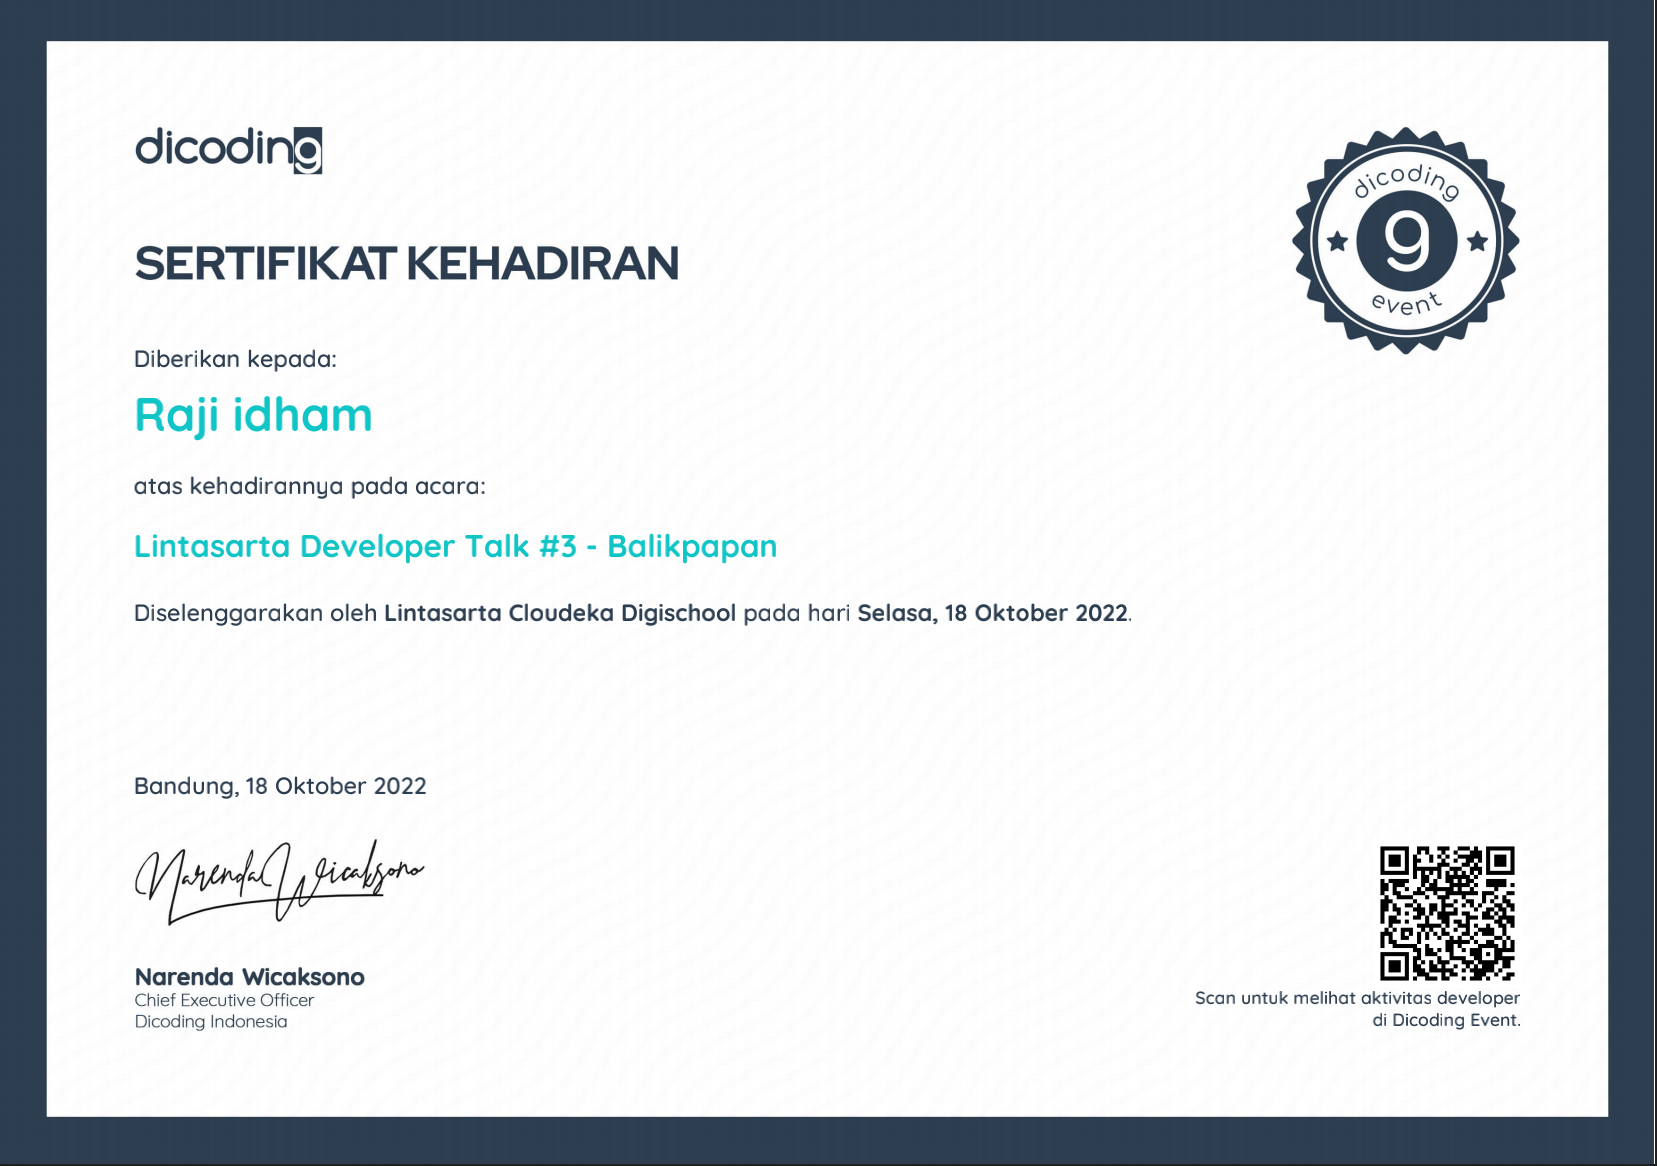 dicoding
SERTIFIKAT KEHADIRAN
dicoding
g
event
Diberikan kepada:
Raji idham
atas kehadirannya pada acara:
Lintasarta Developer Talk #3 - Balikpapan
Diselenggarakan oleh Lintasarta Cloudeka Digischool pada hari Selasa, 18 Oktober 2022.
Bandung, 18 Oktober 2022
Narenda Wicaksono
Narenda Wicaksono
Chief Executive Officer
Dicoding Indonesia
Scan untuk melihat aktivitas developer
di Dicoding Event.